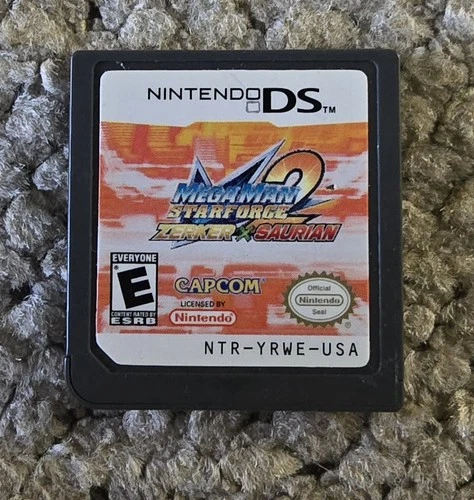 NINTENDO DS™
MEGAMAN 2
STARFORCE
ZERKER X SAURIAN
EVERYONE
E
CONTENT RATED BY
ESRB
CAPCOM
LICENSED BY
Nintendo
Official
Nintendo
Seal
®
NTR-YRWE-USA